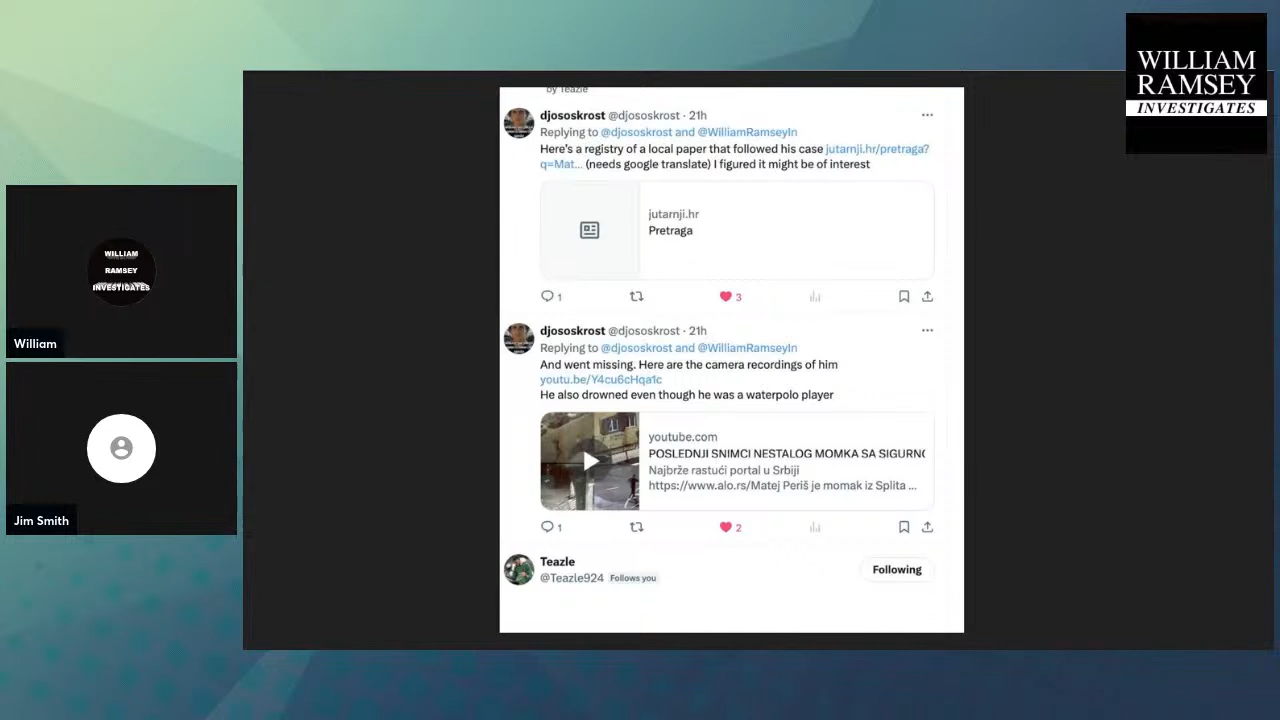 WILLIAM
RAMSEY
INVESTIGATES
by Teazle
djososkrost @djososkrost · 21h
Replying to @djososkrost and @WilliamRamseyIn
Here's a registry of a local paper that followed his case jutarnji.hr/pretraga?
q=Mat... (needs google translate) I figured it might be of interest
jutarnji.hr
Pretraga
1
3
djososkrost @djososkrost · 21h
Replying to @djososkrost and @WilliamRamseyIn
And went missing. Here are the camera recordings of him
youtu.be/Y4cu6cHqa1c
He also drowned even though he was a waterpolo player
youtube.com
POSLEDNJI SNIMCI NESTALOG MOMKA SA SIGURNO
Najbrže rastući portal u Srbiji
https://www.alo.rs/Matej Periš je momak iz Splita ...
1
2
Teazle
@Teazle924 Follows you
Following
WILLIAM
RAMSEY
INVESTIGATES
William
Jim Smith